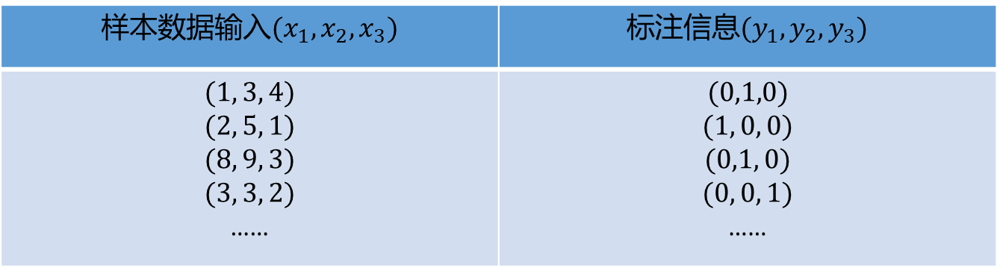 样本数据输入(x₁, x₂, x₃) 标注信息(y₁, y₂, y₃)
(1, 3, 4) (0,1,0)
(2, 5, 1) (1, 0, 0)
(8, 9, 3) (0,1, 0)
(3, 3, 2) (0, 0, 1)
…… ……